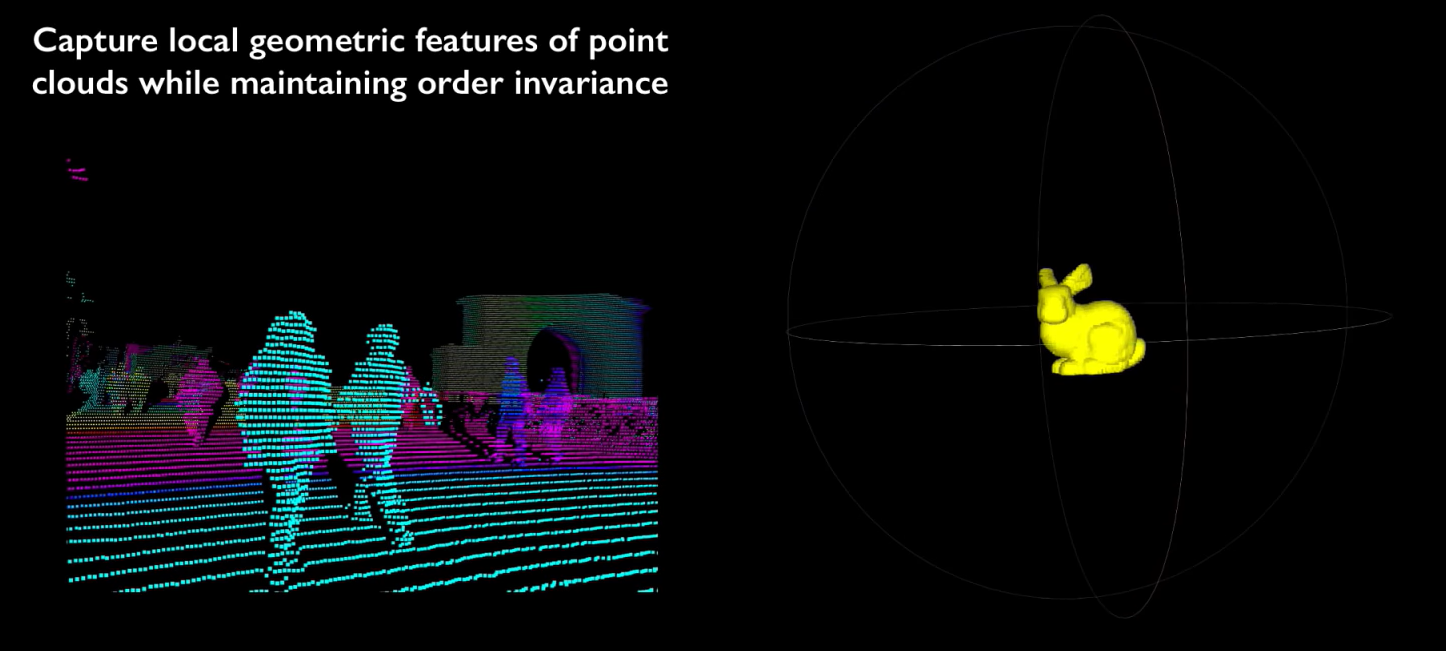 Capture local geometric features of point
clouds while maintaining order invariance